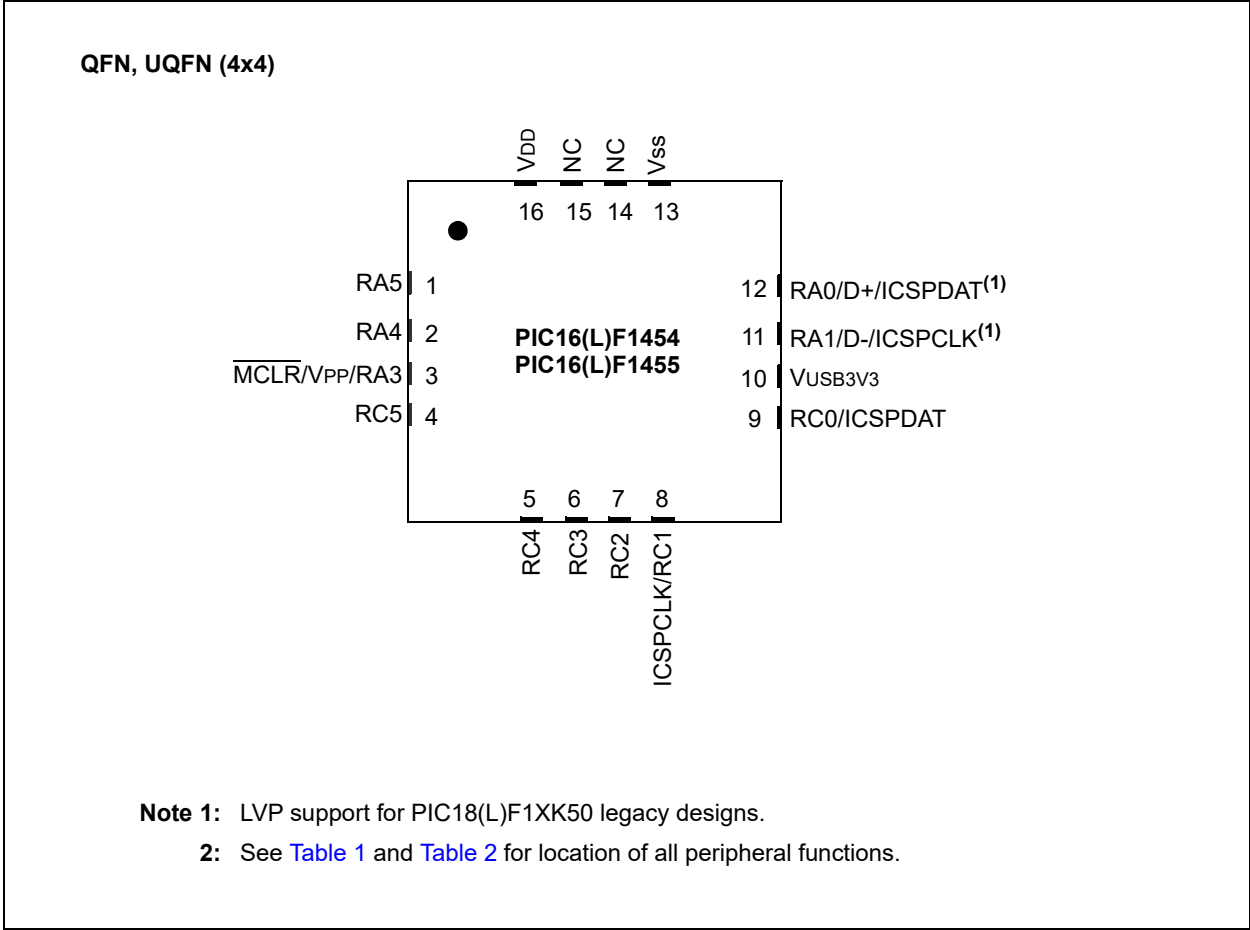 QFN, UQFN (4x4)
VDD
NC
NC
Vss
16 15 14 13
RA5 1
RA4 2
MCLR/VPP/RA3 3
RC5 4
PIC16(L)F1454
PIC16(L)F1455
12 RA0/D+/ICSPDAT(1)
11 RA1/D-/ICSPCLK(1)
10 VUSB3V3
9 RC0/ICSPDAT
5 6 7 8
RC4
RC3
RC2
ICSPCLK/RC1
Note 1: LVP support for PIC18(L)F1XK50 legacy designs.
2: See Table 1 and Table 2 for location of all peripheral functions.